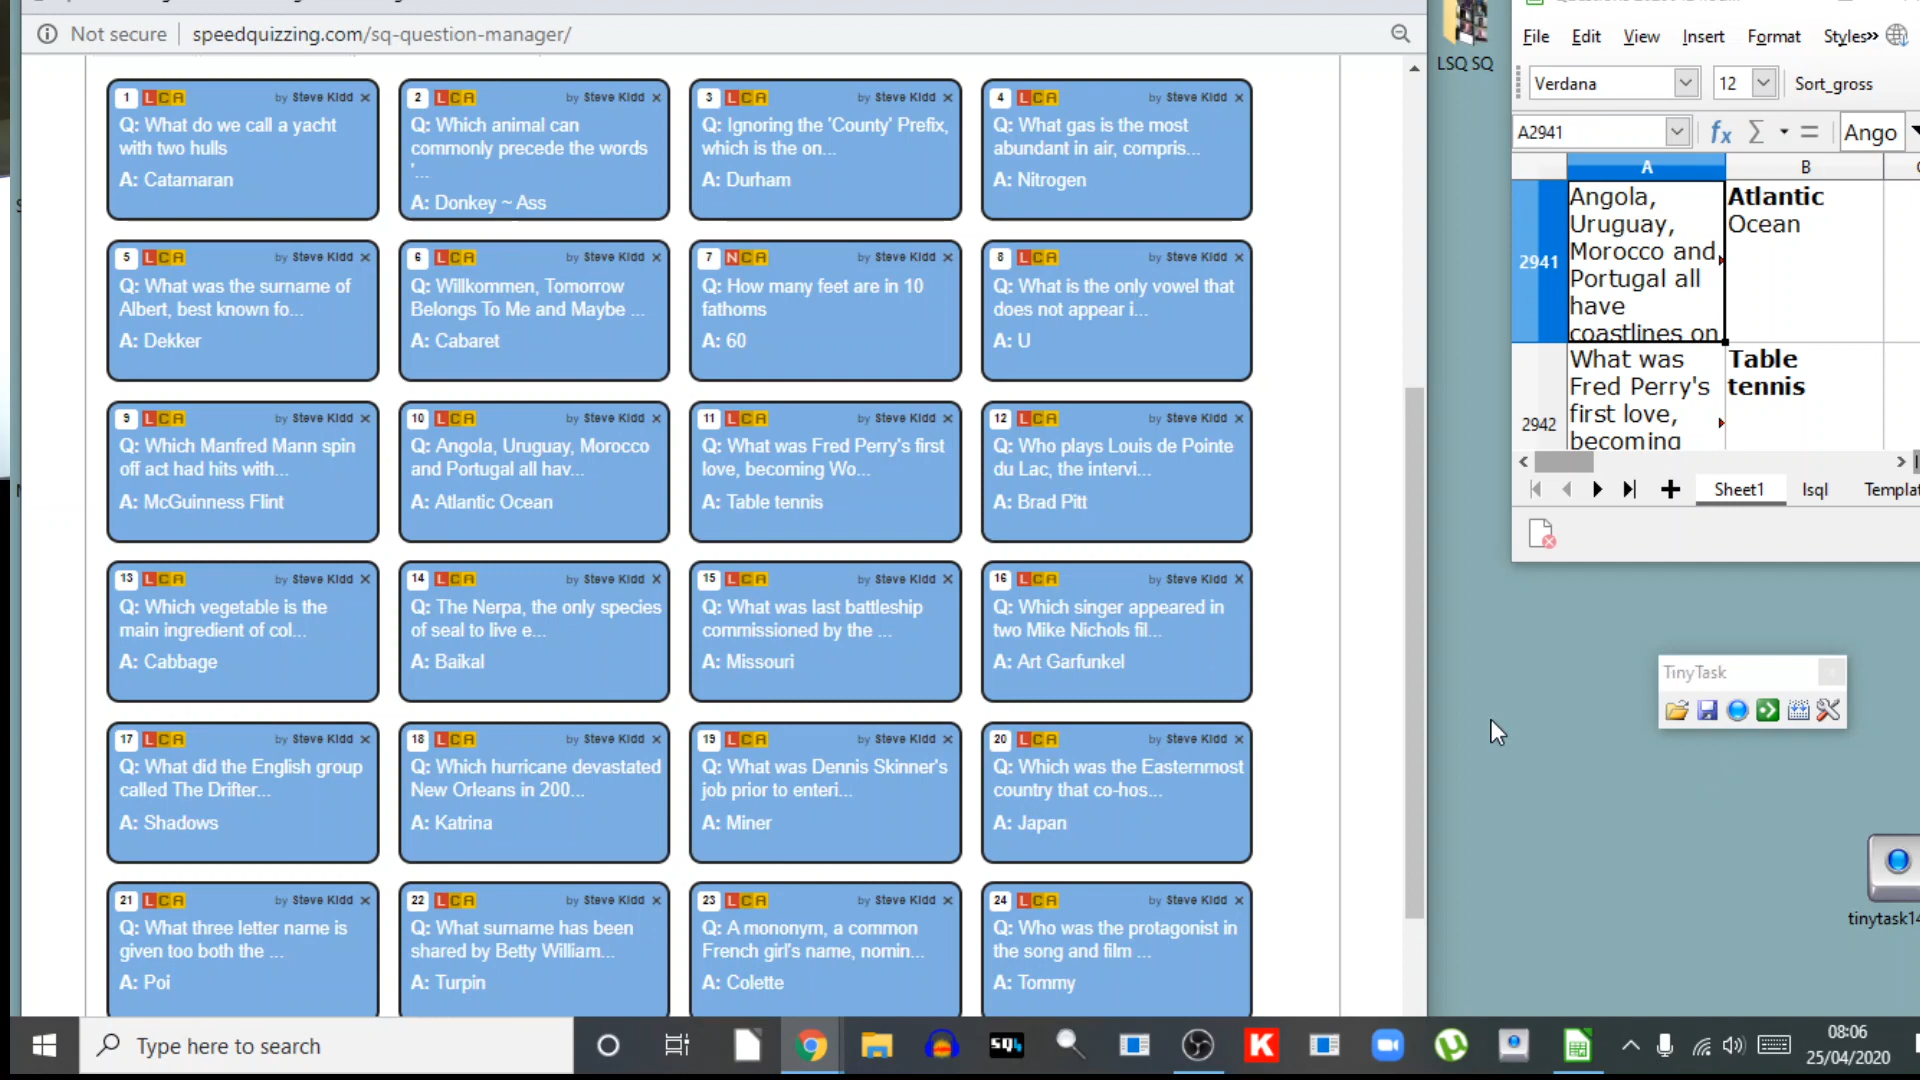 Not secure speedquizzing.com/sq-question-manager/
1 LCA by Steve Kidd ×
Q: What do we call a yacht
with two hulls
A: Catamaran
2 LCA by Steve Kidd ×
Q: Which animal can
commonly precede the words
'...
A: Donkey ~ Ass
3 LCA by Steve Kidd ×
Q: Ignoring the 'County' Prefix,
which is the on...
A: Durham
4 LCA by Steve Kidd ×
Q: What gas is the most
abundant in air, compris...
A: Nitrogen
5 LCA by Steve Kidd ×
Q: What was the surname of
Albert, best known fo...
A: Dekker
6 LCA by Steve Kidd ×
Q: Willkommen, Tomorrow
Belongs To Me and Maybe ...
A: Cabaret
7 NCA by Steve Kidd ×
Q: How many feet are in 10
fathoms
A: 60
8 LCA by Steve Kidd ×
Q: What is the only vowel that
does not appear i...
A: U
9 LCA by Steve Kidd ×
Q: Which Manfred Mann spin
off act had hits with...
A: McGuinness Flint
10 LCA by Steve Kidd ×
Q: Angola, Uruguay, Morocco
and Portugal all hav...
A: Atlantic Ocean
11 LCA by Steve Kidd ×
Q: What was Fred Perry's first
love, becoming Wo...
A: Table tennis
12 LCA by Steve Kidd ×
Q: Who plays Louis de Pointe
du Lac, the intervi...
A: Brad Pitt
13 LCA by Steve Kidd ×
Q: Which vegetable is the
main ingredient of col...
A: Cabbage
14 LCA by Steve Kidd ×
Q: The Nerpa, the only species
of seal to live e...
A: Baikal
15 LCA by Steve Kidd ×
Q: What was last battleship
commissioned by the ...
A: Missouri
16 LCA by Steve Kidd ×
Q: Which singer appeared in
two Mike Nichols fil...
A: Art Garfunkel
17 LCA by Steve Kidd ×
Q: What did the English group
called The Drifter...
A: Shadows
18 LCA by Steve Kidd ×
Q: Which hurricane devastated
New Orleans in 200...
A: Katrina
19 LCA by Steve Kidd ×
Q: What was Dennis Skinner's
job prior to enteri...
A: Miner
20 LCA by Steve Kidd ×
Q: Which was the Easternmost
country that co-hos...
A: Japan
21 LCA by Steve Kidd ×
Q: What three letter name is
given too both the ...
A: Poi
22 LCA by Steve Kidd ×
Q: What surname has been
shared by Betty William...
A: Turpin
23 LCA by Steve Kidd ×
Q: A mononym, a common
French girl's name, nomin...
A: Colette
24 LCA by Steve Kidd ×
Q: Who was the protagonist in
the song and film ...
A: Tommy
LSQ SQ
File Edit View Insert Format Styles
Verdana 12 Sort_gross
A2941 fx Σ = Ango
A B
2941
Angola,
Uruguay,
Morocco and
Portugal all
have
coastlines on
Atlantic
Ocean
2942
What was
Fred Perry's
first love,
becoming
Table
tennis
Sheet1 lsql Templat
TinyTask
tinytask14
Type here to search
sq4
K
08:06
25/04/2020